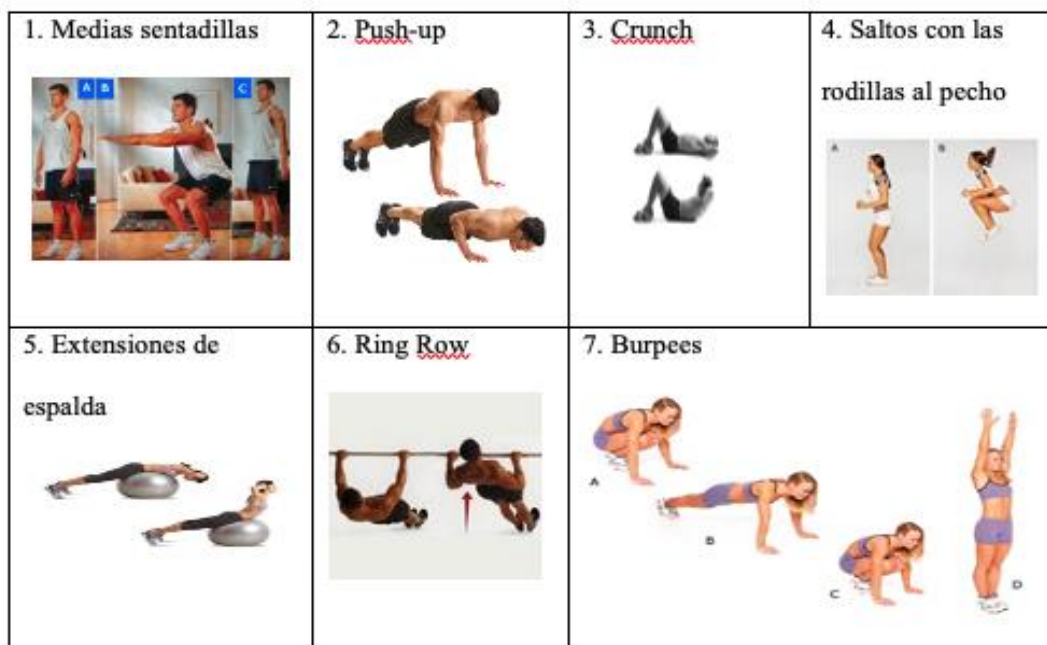 1. Medias sentadillas
A B C
2. Push-up
3. Crunch
4. Saltos con las
rodillas al pecho
A B
5. Extensiones de
espalda
6. Ring Row
7. Burpees
A
B
C
D